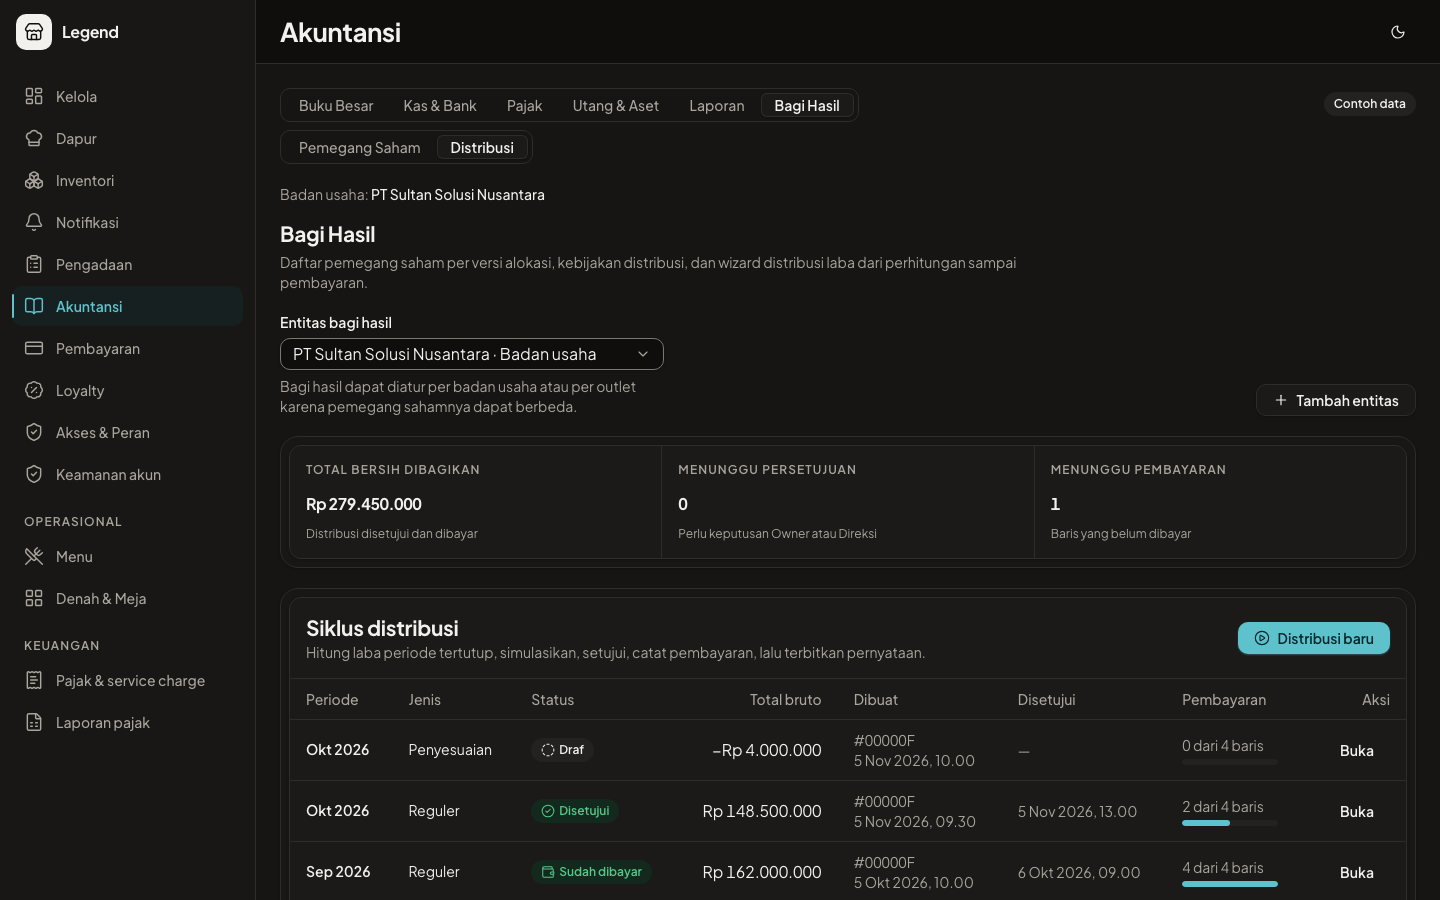 Legend
Akuntansi
Kelola
Dapur
Inventori
Notifikasi
Pengadaan
Akuntansi
Pembayaran
Loyalty
Akses & Peran
Keamanan akun
OPERASIONAL
Menu
Denah & Meja
KEUANGAN
Pajak & service charge
Laporan pajak
Buku Besar Kas & Bank Pajak Utang & Aset Laporan Bagi Hasil
Contoh data
Pemegang Saham Distribusi
Badan usaha: PT Sultan Solusi Nusantara
Bagi Hasil
Daftar pemegang saham per versi alokasi, kebijakan distribusi, dan wizard distribusi laba dari perhitungan sampai
pembayaran.
Entitas bagi hasil
PT Sultan Solusi Nusantara · Badan usaha
Bagi hasil dapat diatur per badan usaha atau per outlet
karena pemegang sahamnya dapat berbeda.
Tambah entitas
TOTAL BERSIH DIBAGIKAN
Rp 279.450.000
Distribusi disetujui dan dibayar
MENUNGGU PERSETUJUAN
0
Perlu keputusan Owner atau Direksi
MENUNGGU PEMBAYARAN
1
Baris yang belum dibayar
Siklus distribusi
Hitung laba periode tertutup, simulasikan, setujui, catat pembayaran, lalu terbitkan pernyataan.
Distribusi baru
Periode Jenis Status Total bruto Dibuat Disetujui Pembayaran Aksi
Okt 2026 Penyesuaian Draf −Rp 4.000.000 #00000F — 0 dari 4 baris Buka
5 Nov 2026, 10.00
Okt 2026 Reguler Disetujui Rp 148.500.000 #00000F 5 Nov 2026, 13.00 2 dari 4 baris Buka
5 Nov 2026, 09.30
Sep 2026 Reguler Sudah dibayar Rp 162.000.000 #00000F 6 Okt 2026, 09.00 4 dari 4 baris Buka
5 Okt 2026, 10.00